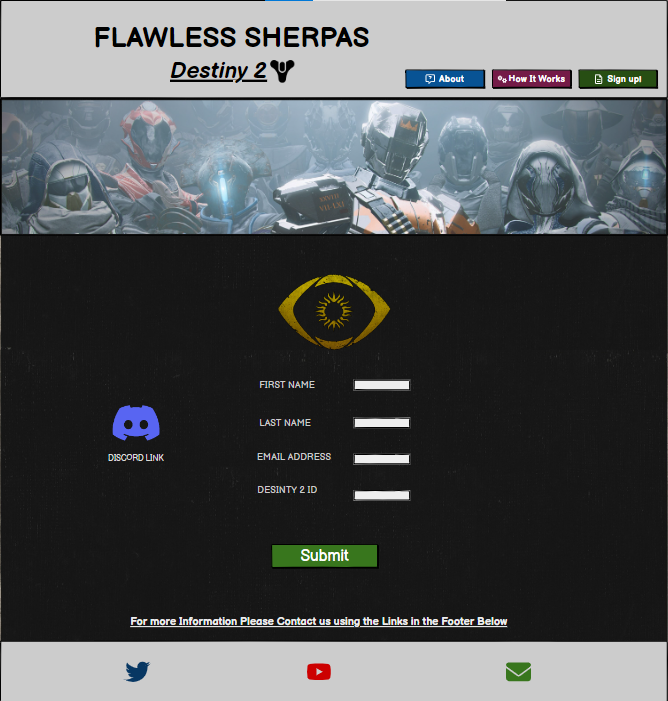 FLAWLESS SHERPAS
Destiny 2
About
How It Works
Sign up!
FIRST NAME
LAST NAME
EMAIL ADDRESS
DESINTY 2 ID
DISCORD LINK
Submit
For more Information Please Contact us using the Links in the Footer Below